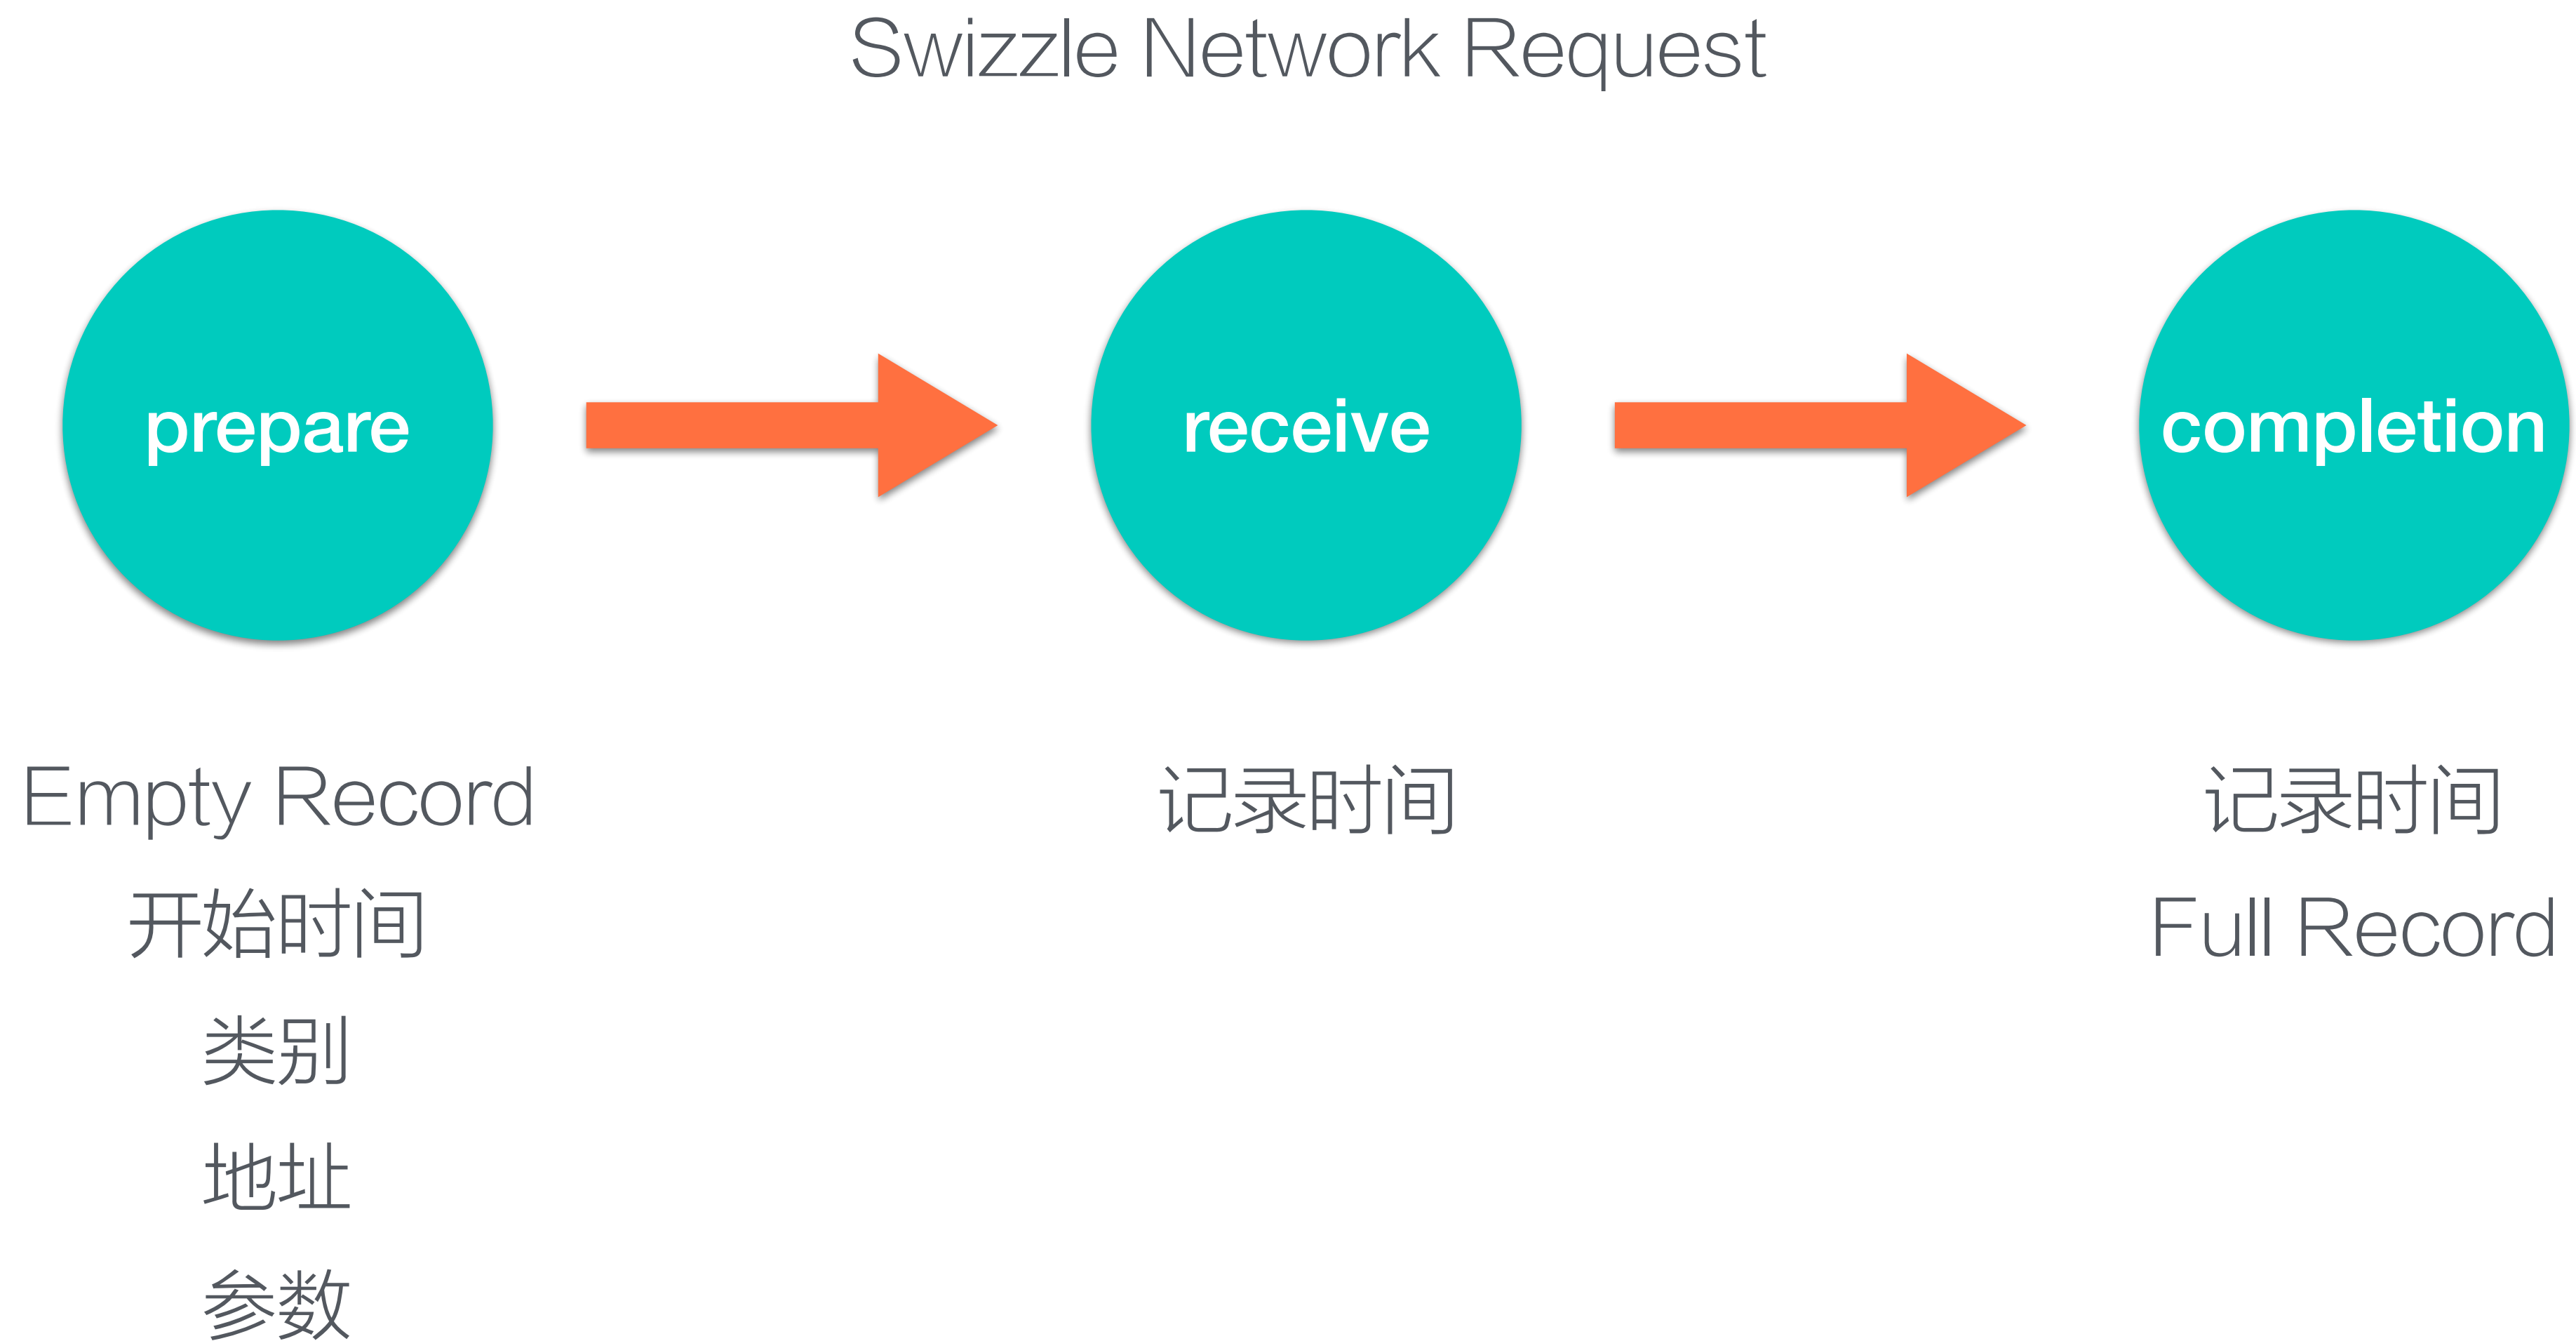 Swizzle Network Request
prepare
receive
completion
Empty Record
开始时间
类别
地址
参数
记录时间
记录时间
Full Record